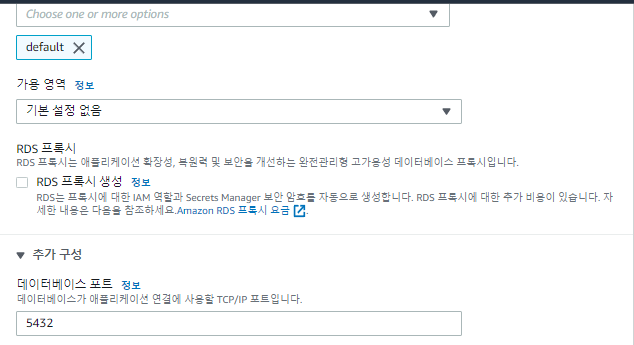 Choose one or more options
default
가용 영역 정보
기본 설정 없음
RDS 프록시
RDS 프록시는 애플리케이션 확장성, 복원력 및 보안을 개선하는 완전관리형 고가용성 데이터베이스 프록시입니다.
RDS 프록시 생성 정보
RDS는 프록시에 대한 IAM 역할과 Secrets Manager 보안 암호를 자동으로 생성합니다. RDS 프록시에 대한 추가 비용이 있습니다. 자
세한 내용은 다음을 참조하세요.Amazon RDS 프록시 요금.
추가 구성
데이터베이스 포트 정보
데이터베이스가 애플리케이션 연결에 사용할 TCP/IP 포트입니다.
5432